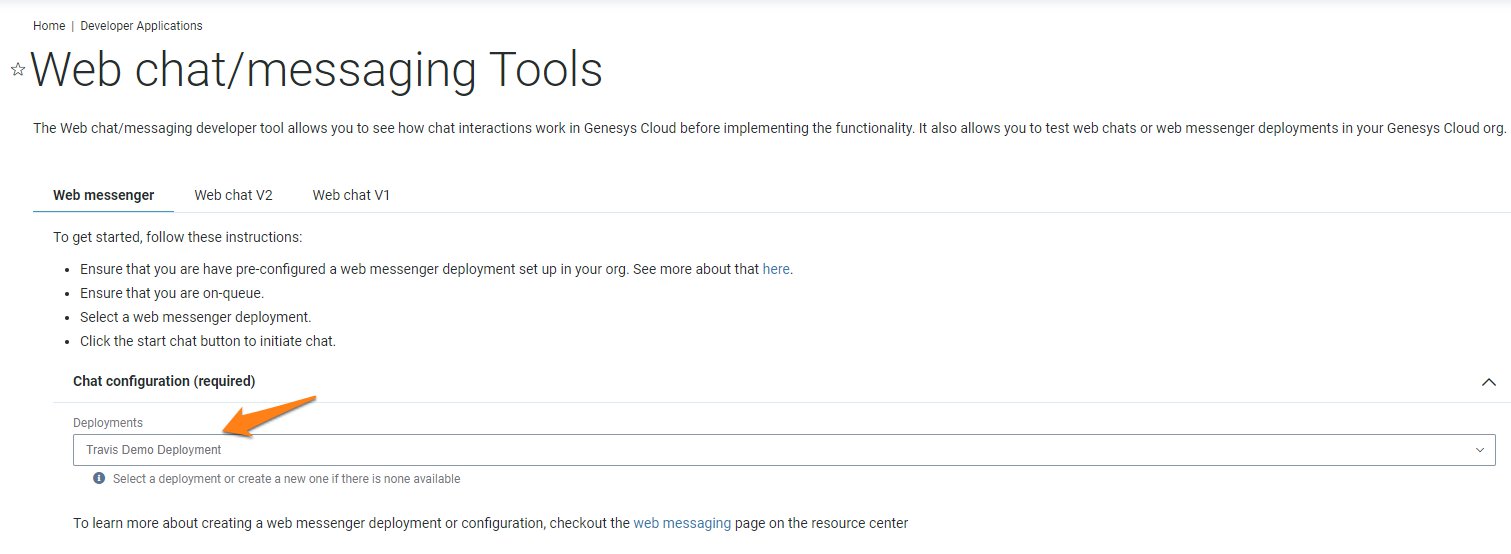 Home | Developer Applications
Web chat/messaging Tools
The Web chat/messaging developer tool allows you to see how chat interactions work in Genesys Cloud before implementing the functionality. It also allows you to test web chats or web messenger deployments in your Genesys Cloud org.
Web messenger Web chat V2 Web chat V1
To get started, follow these instructions:
• Ensure that you are have pre-configured a web messenger deployment set up in your org. See more about that here.
• Ensure that you are on-queue.
• Select a web messenger deployment.
• Click the start chat button to initiate chat.
Chat configuration (required)
Deployments
Travis Demo Deployment
Select a deployment or create a new one if there is none available
To learn more about creating a web messenger deployment or configuration, checkout the web messaging page on the resource center